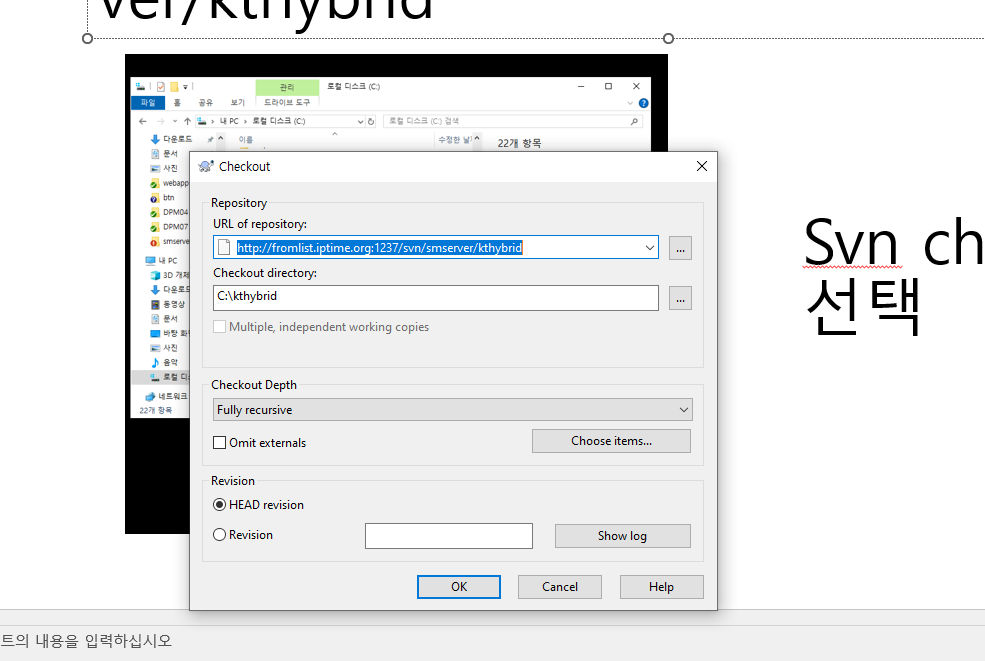 ver/kthybrid
관리
로컬 디스크 (C:)
파일
홈
공유
보기
드라이브 도구
내 PC > 로컬 디스크 (C:)
로컬 디스크 (C:) 검색
다운로드
이름
수정한 날
22개 항목
문서
사진
webapp
btn
DPM04
DPM07
smserve
내 PC
3D 개체
다운로드
동영상
문서
바탕 화면
사진
음악
로컬 디스
네트워크
22개 항목
Checkout
Repository
URL of repository:
http://fromlist.iptime.org:1237/svn/smserver/kthybrid
...
Checkout directory:
C:\kthybrid
...
Multiple, independent working copies
Checkout Depth
Fully recursive
Omit externals
Choose items...
Revision
HEAD revision
Revision
Show log
OK
Cancel
Help
Svn ch
선택
트의 내용을 입력하십시오